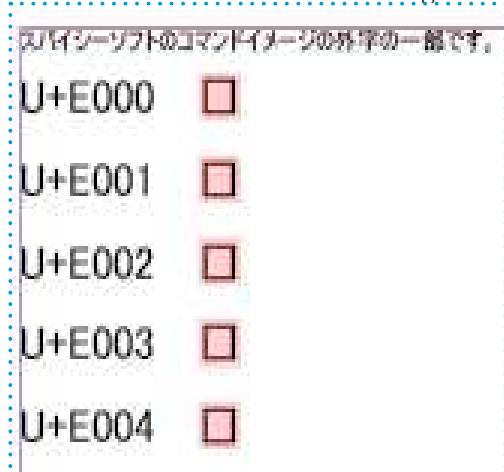 スパイシーソフトのコマンドイメージの外字の一部です。
U+E000 □
U+E001 □
U+E002 □
U+E003 □
U+E004 □